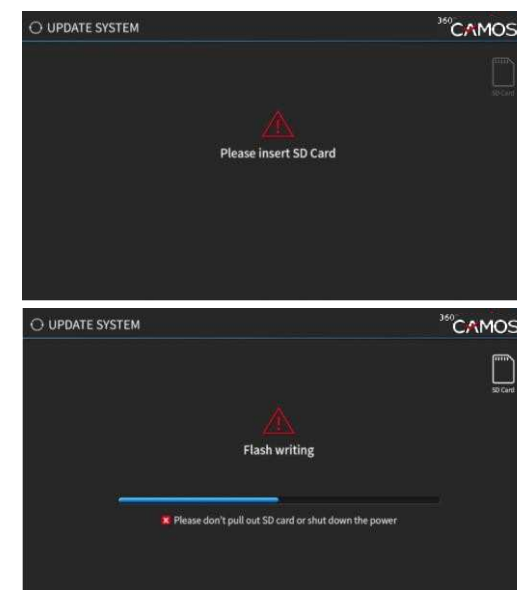 UPDATE SYSTEM
360° CAMOS
SD Card
Please insert SD Card
UPDATE SYSTEM
360° CAMOS
SD Card
Flash writing
Please don't pull out SD card or shut down the power